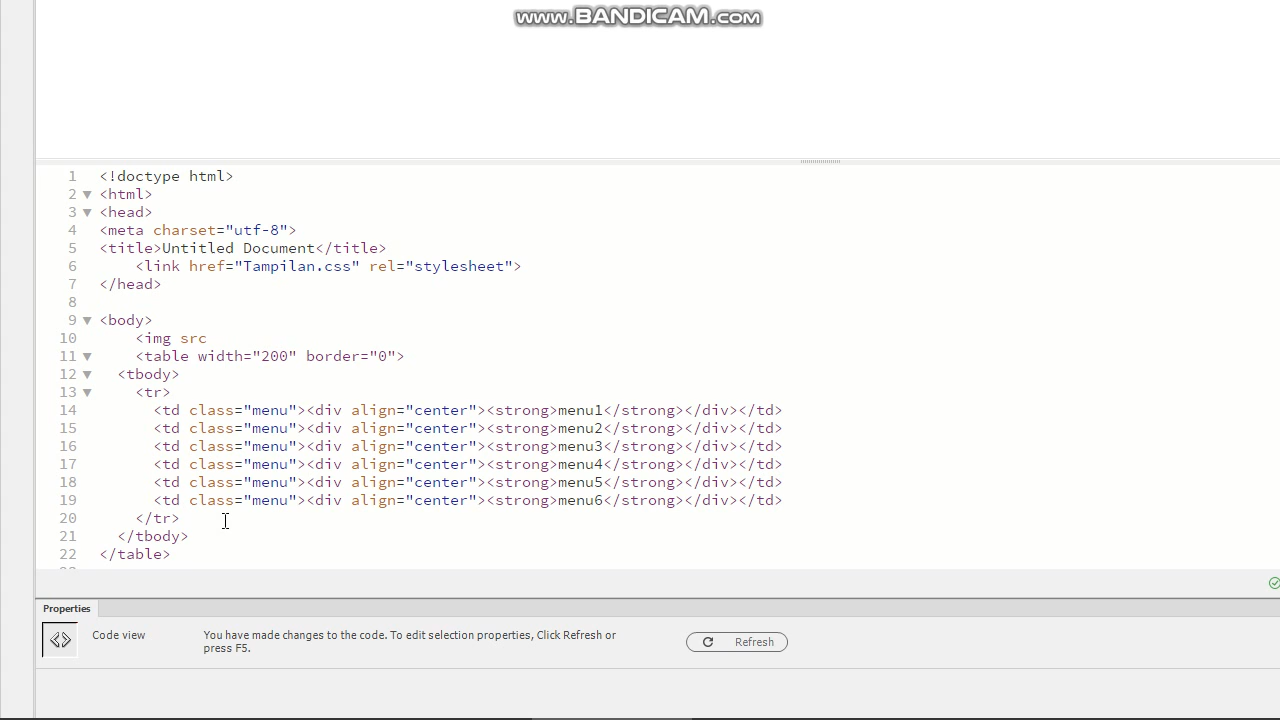 www.BANDICAM.com
1 <!doctype html>
2 <html>
3 <head>
4 <meta charset="utf-8">
5 <title>Untitled Document</title>
6 <link href="Tampilan.css" rel="stylesheet">
7 </head>
8
9 <body>
10 <img src
11 <table width="200" border="0">
12 <tbody>
13 <tr>
14 <td class="menu"><div align="center"><strong>menu1</strong></div></td>
15 <td class="menu"><div align="center"><strong>menu2</strong></div></td>
16 <td class="menu"><div align="center"><strong>menu3</strong></div></td>
17 <td class="menu"><div align="center"><strong>menu4</strong></div></td>
18 <td class="menu"><div align="center"><strong>menu5</strong></div></td>
19 <td class="menu"><div align="center"><strong>menu6</strong></div></td>
20 </tr>
21 </tbody>
22 </table>
Properties
Code view
You have made changes to the code. To edit selection properties, Click Refresh or
press F5.
Refresh